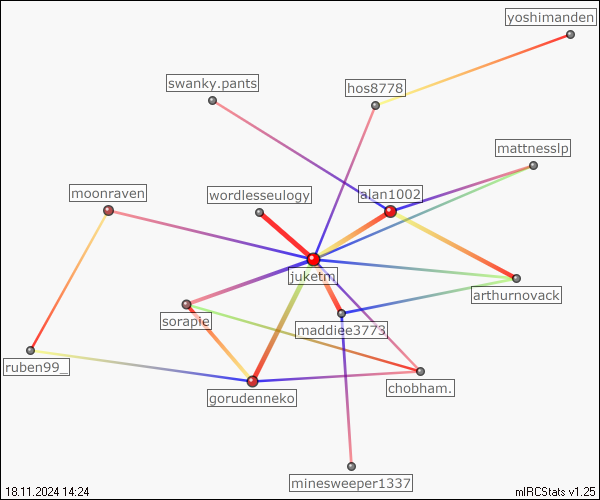 yoshimanden
swanky.pants
hos8778
mattnesslp
moonraven
wordlesseulogy
alan1002
juketm
arthurnovack
sorapie
maddiee3773
ruben99_
chobham.
gorudenneko
minesweeper1337
18.11.2024 14:24
mIRCStats v1.25